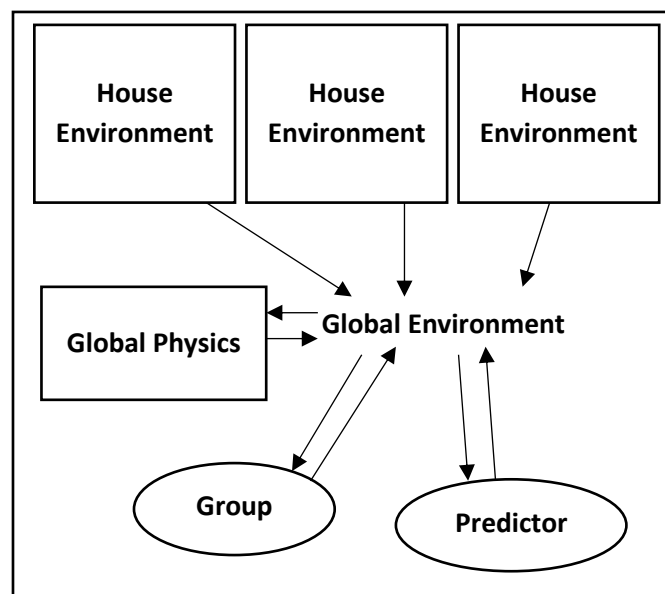 House
Environment
House
Environment
House
Environment
Global Environment
Global Physics
Group
Predictor